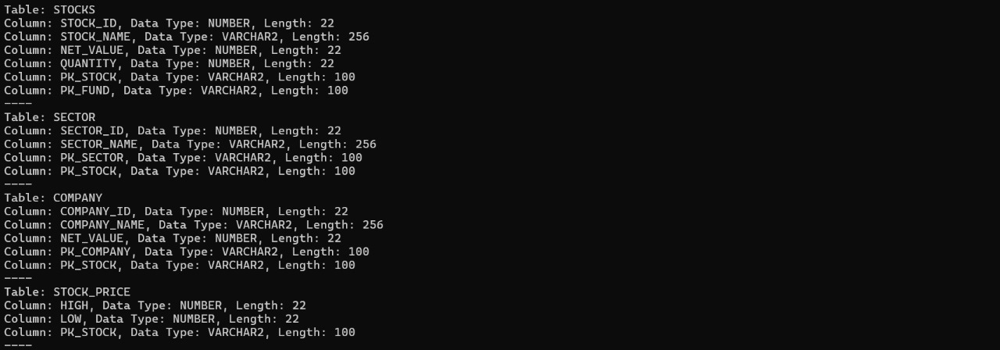 Table: STOCKS
Column: STOCK_ID, Data Type: NUMBER, Length: 22
Column: STOCK_NAME, Data Type: VARCHAR2, Length: 256
Column: NET_VALUE, Data Type: NUMBER, Length: 22
Column: QUANTITY, Data Type: NUMBER, Length: 22
Column: PK_STOCK, Data Type: VARCHAR2, Length: 100
Column: PK_FUND, Data Type: VARCHAR2, Length: 100
----
Table: SECTOR
Column: SECTOR_ID, Data Type: NUMBER, Length: 22
Column: SECTOR_NAME, Data Type: VARCHAR2, Length: 256
Column: PK_SECTOR, Data Type: VARCHAR2, Length: 100
Column: PK_STOCK, Data Type: VARCHAR2, Length: 100
----
Table: COMPANY
Column: COMPANY_ID, Data Type: NUMBER, Length: 22
Column: COMPANY_NAME, Data Type: VARCHAR2, Length: 256
Column: NET_VALUE, Data Type: NUMBER, Length: 22
Column: PK_COMPANY, Data Type: VARCHAR2, Length: 100
Column: PK_STOCK, Data Type: VARCHAR2, Length: 100
----
Table: STOCK_PRICE
Column: HIGH, Data Type: NUMBER, Length: 22
Column: LOW, Data Type: NUMBER, Length: 22
Column: PK_STOCK, Data Type: VARCHAR2, Length: 100
----